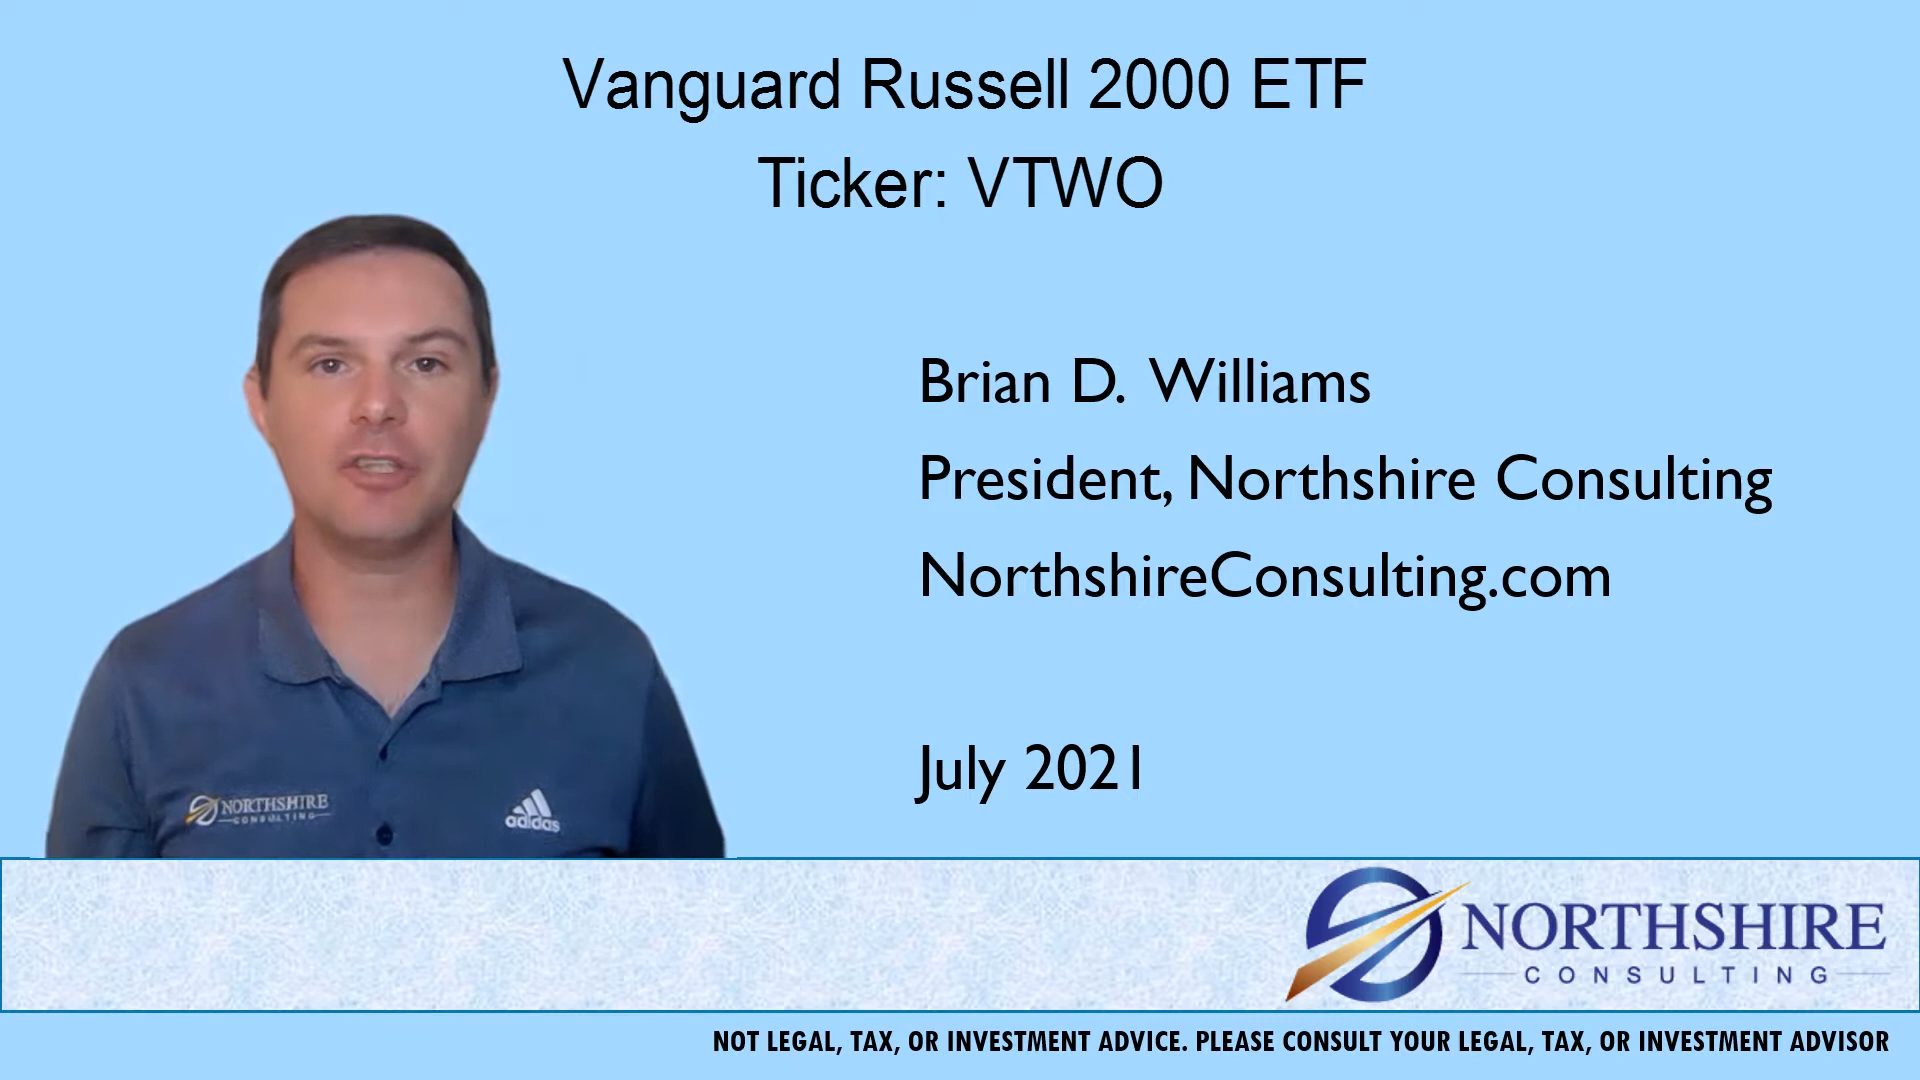 Vanguard Russell 2000 ETF
Ticker: VTWO
Brian D. Williams
President, Northshire Consulting
NorthshireConsulting.com
July 2021
NORTHSHIRE
CONSULTING
adidas
NORTHSHIRE
CONSULTING
NOT LEGAL, TAX, OR INVESTMENT ADVICE. PLEASE CONSULT YOUR LEGAL, TAX, OR INVESTMENT ADVISOR